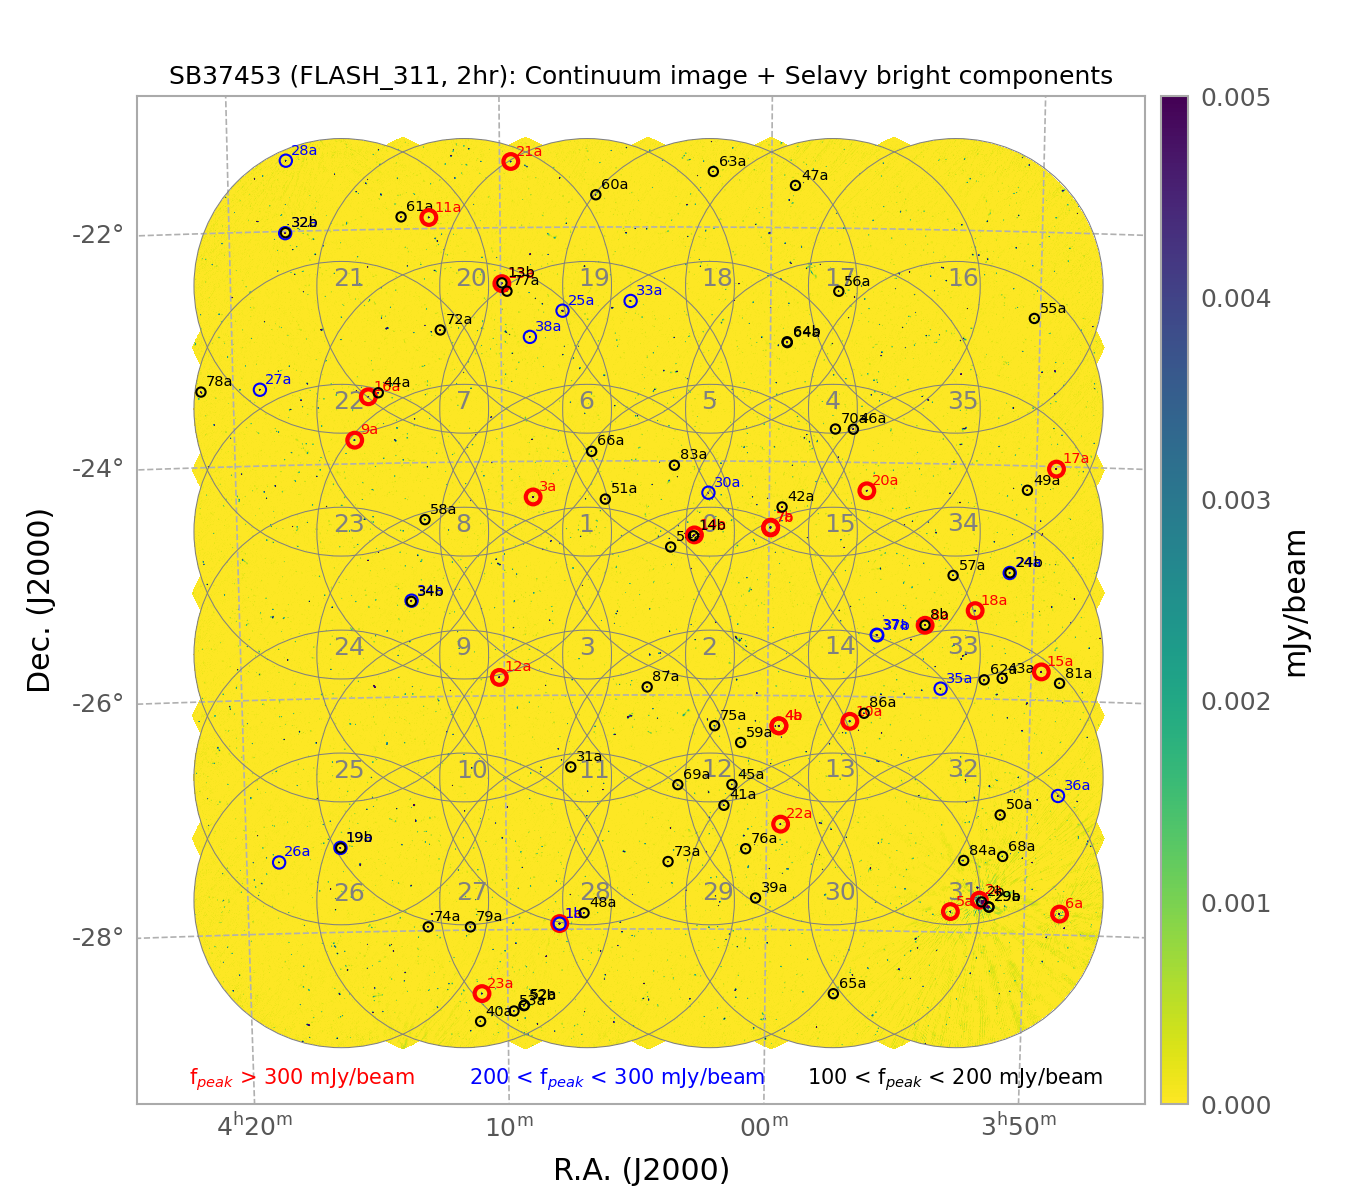 SB37453 (FLASH_311, 2hr): Continuum image + Selavy bright components
28a
21a
63a
47a
60a
61a
11a
32b
21
20
19
18
17
16
13b
77a
25a
33a
56a
55a
72a
38a
64b
78a
27a
44a
22
7
6
5
4
35
9a
70a
46a
66a
83a
17a
3a
51a
30a
42a
20a
49a
58a
23
8
1
14b
15
34
57a
34b
18a
8b
24
9
3
2
14
33
12a
87a
35a
62a
43a
15a
81a
75a
59a
4b
86a
31a
25
10
11
12
13
32
69a
45a
41a
36a
50a
22a
19b
26a
73a
76a
84a
68a
26
27
28
29
30
31
39a
48a
74a
79a
5a
29b
6a
23a
40a
53a
52b
65a
f peak > 300 mJy/beam
200 < f peak < 300 mJy/beam
100 < f peak < 200 mJy/beam
-22°
-24°
-26°
-28°
4h20m
10m
00m
3h50m
R.A. (J2000)
Dec. (J2000)
0.005
0.004
0.003
0.002
0.001
0.000
mJy/beam